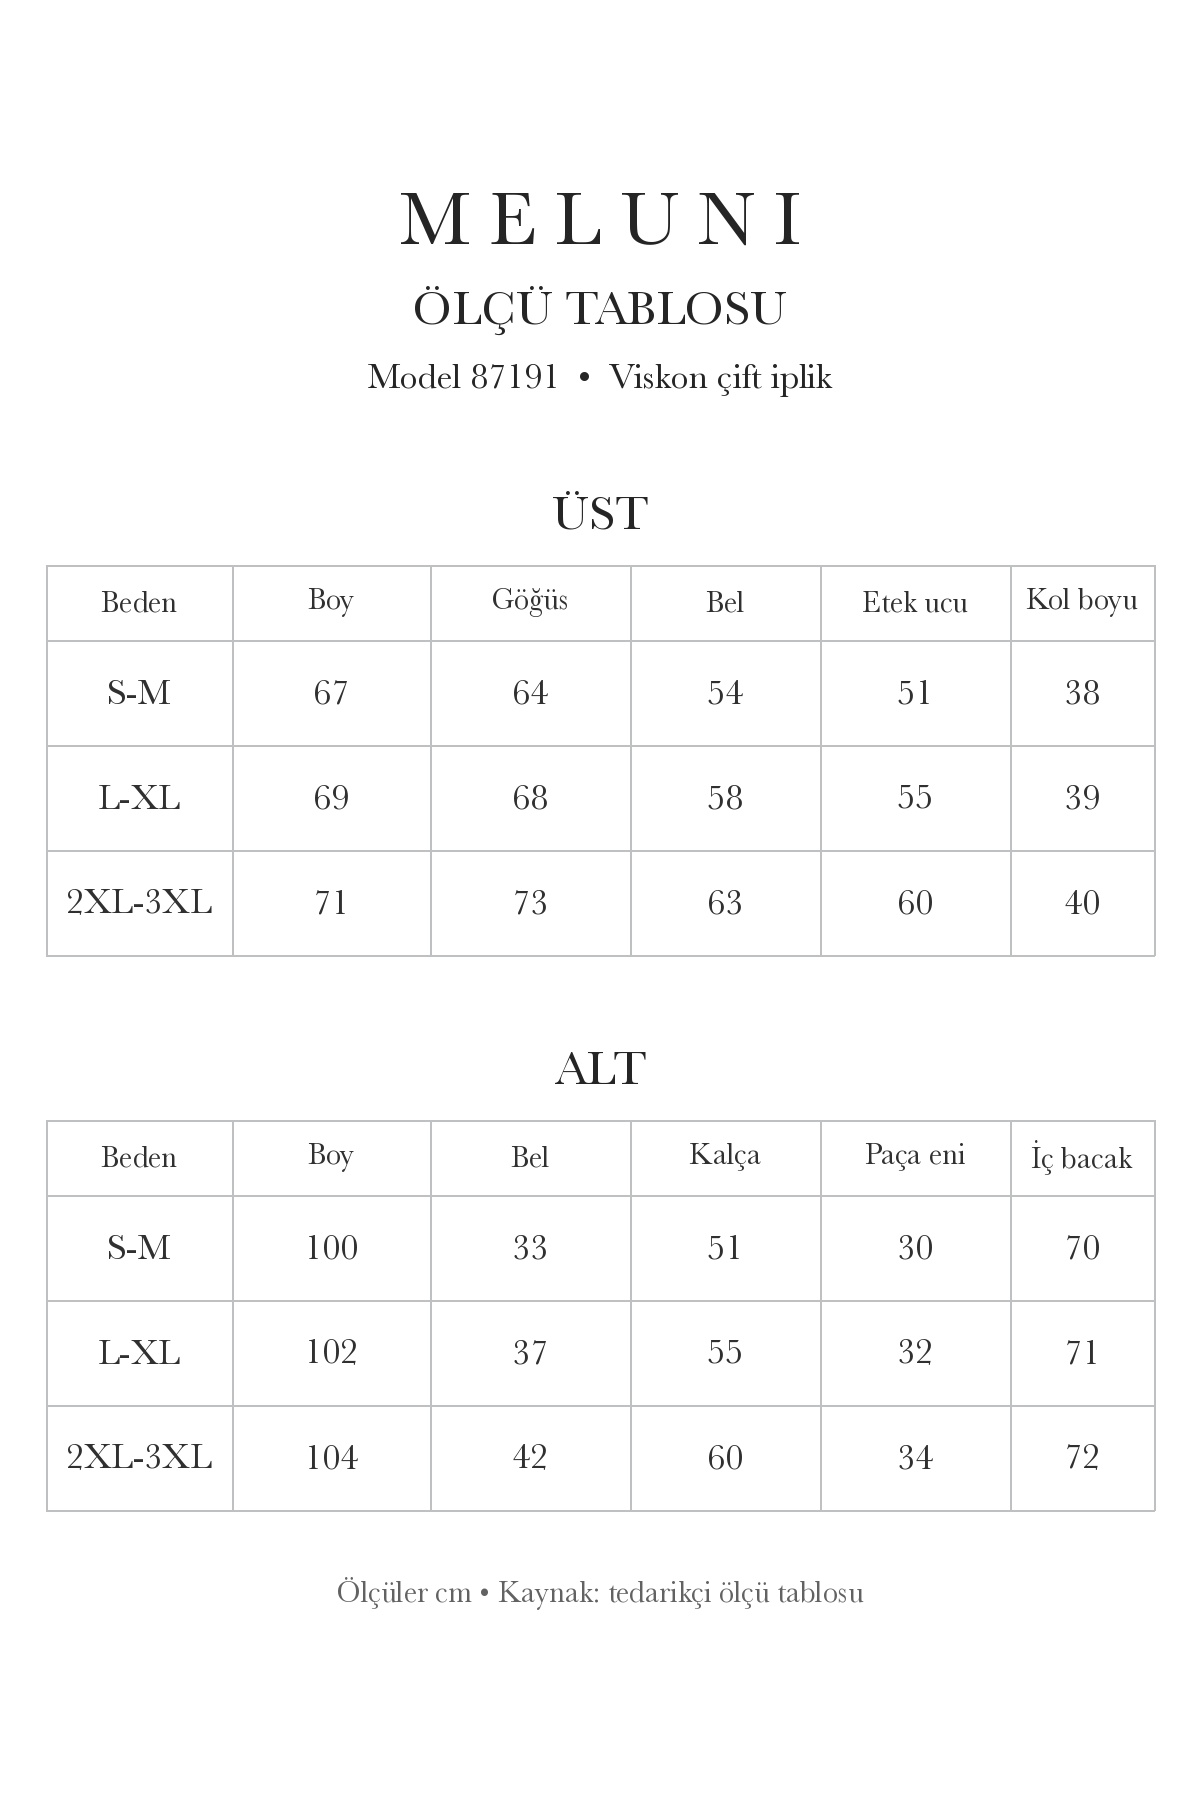 MELUNI
ÖLÇÜ TABLOSU
Model 87191 • Viskon çift iplik
ÜST
Beden Boy Göğüs Bel Etek ucu Kol boyu
S-M 67 64 54 51 38
L-XL 69 68 58 55 39
2XL-3XL 71 73 63 60 40
ALT
Beden Boy Bel Kalça Paça eni İç bacak
S-M 100 33 51 30 70
L-XL 102 37 55 32 71
2XL-3XL 104 42 60 34 72
Ölçüler cm • Kaynak: tedarikçi ölçü tablosu